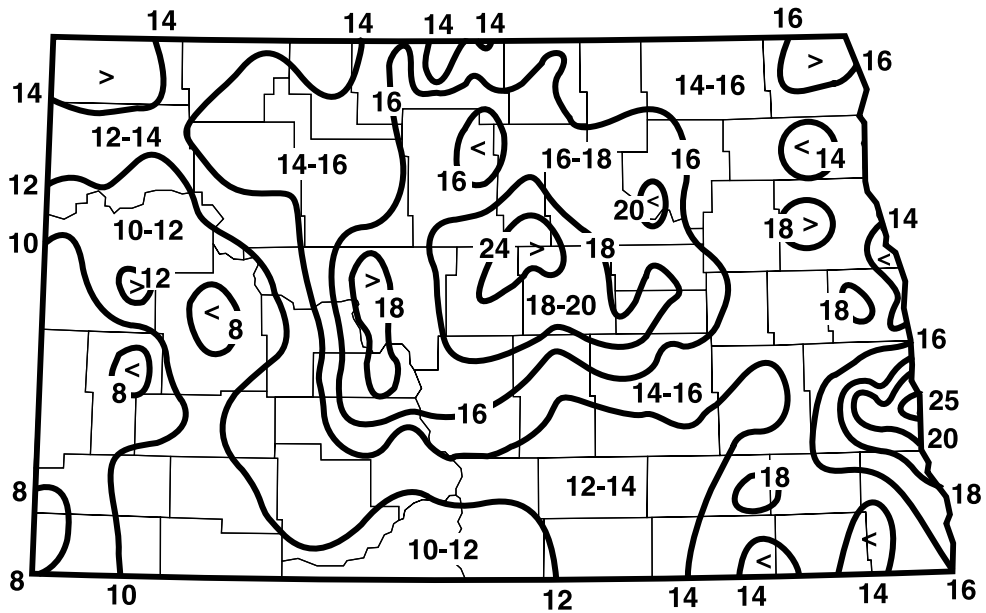 14 14 14 14 16
> > 16
14 16 14-16
12-14 < <
14-16 16 16-18 16 14
12 20 <
10-12 18 > 14
10 24 > 18 <
> 12 > 18 18-20 18
< 8 16
< 8 14-16 25
16 20
8 12-14 18 18
10-12 < <
8 10 12 14 14 14 16